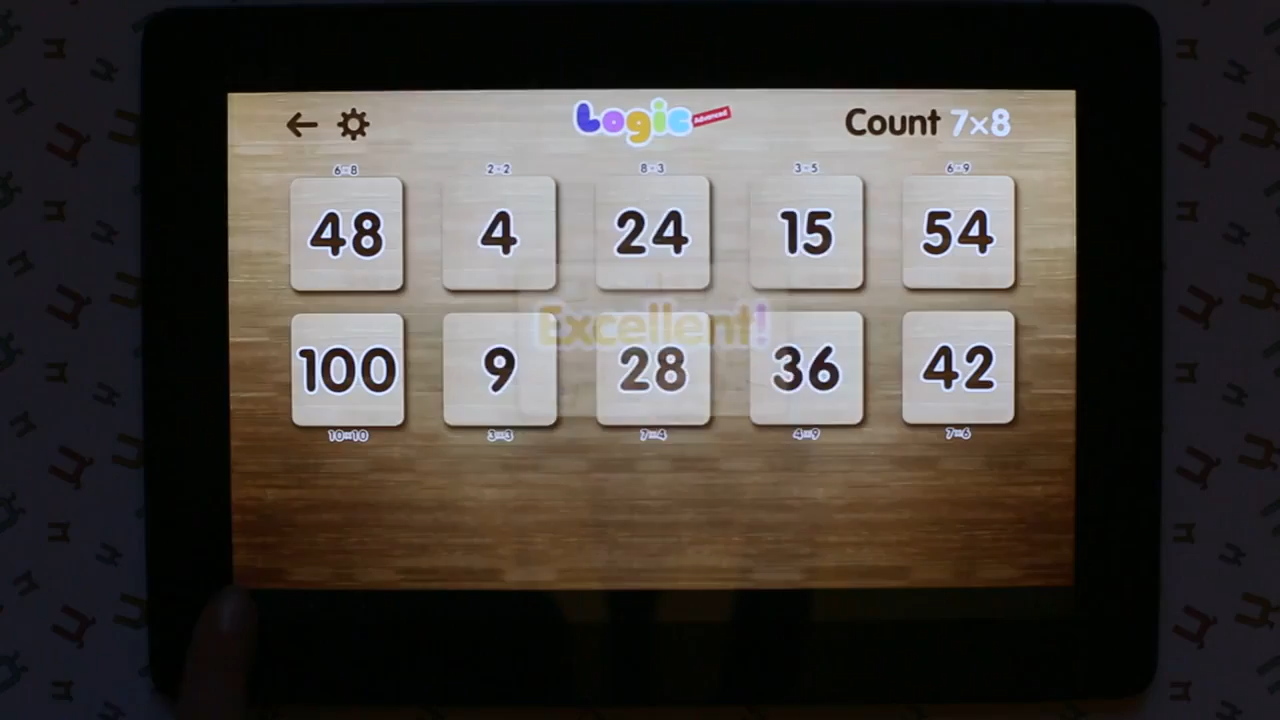 Logic Advanced
Count 7×8
6×8 2×2 8×3 3×5 6×9
48 4 24 15 54
Excellent!
100 9 28 36 42
10×10 3×3 7×4 4×9 7×6